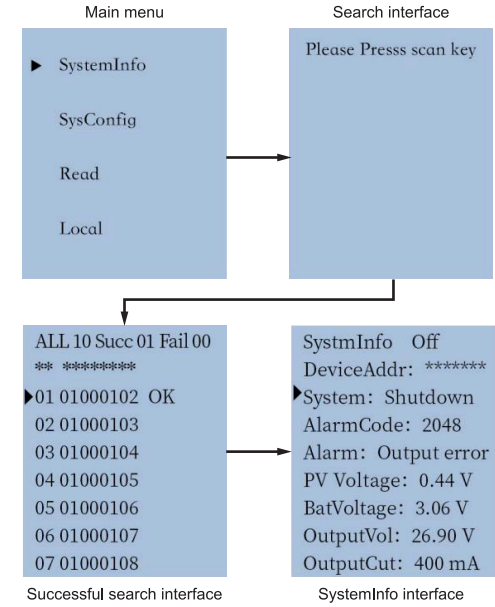 Main menu
SystemInfo
SysConfig
Read
Local
Search interface
Please Presss scan key
ALL 10 Succ 01 Fail 00
** ********
01 01000102 OK
02 01000103
03 01000104
04 01000105
05 01000106
06 01000107
07 01000108
Successful search interface
SystmInfo Off
DeviceAddr: *******
System: Shutdown
AlarmCode: 2048
Alarm: Output error
PV Voltage: 0.44 V
BatVoltage: 3.06 V
OutputVol: 26.90 V
OutputCut: 400 mA
SystemInfo interface